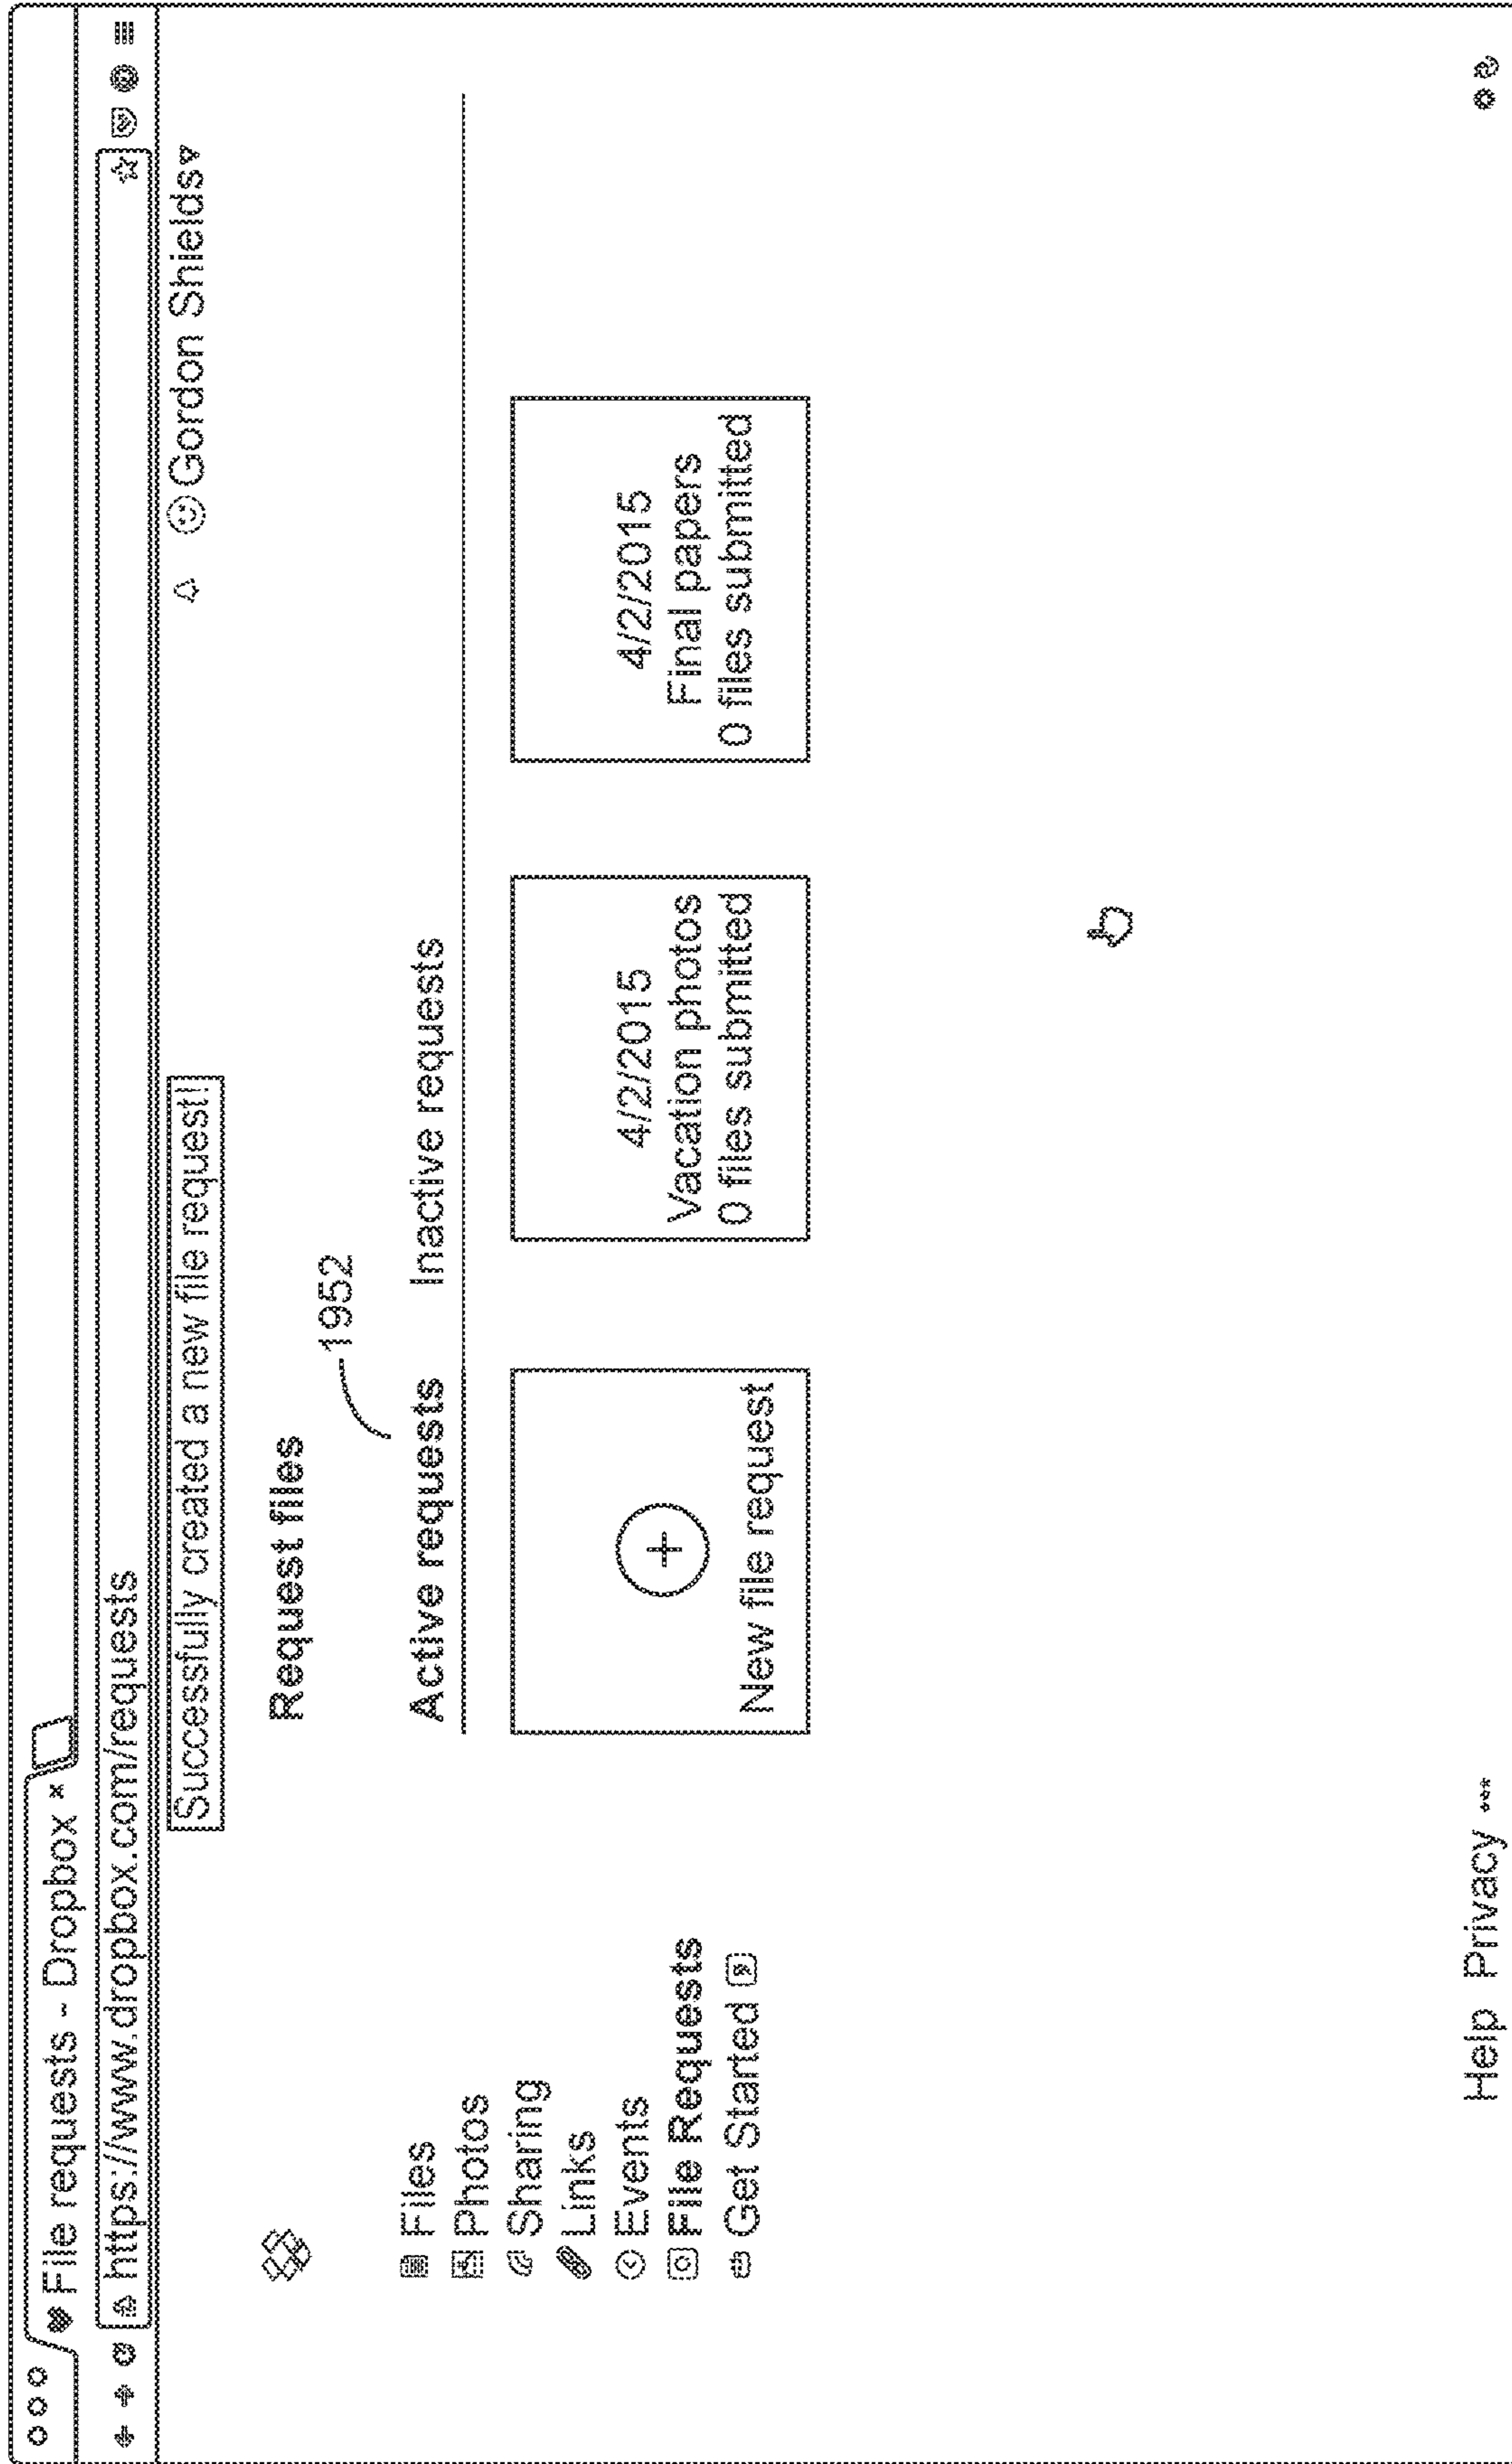 File requests - Dropbox ×
https://www.dropbox.com/requests
Successfully created a new file request!
Gordon Shields
Request files
1952
Active requests Inactive requests
Files
Photos
Sharing
Links
Events
File Requests
Get Started
+
New file request
4/2/2015
Vacation photos
0 files submitted
4/2/2015
Final papers
0 files submitted
Help Privacy •••